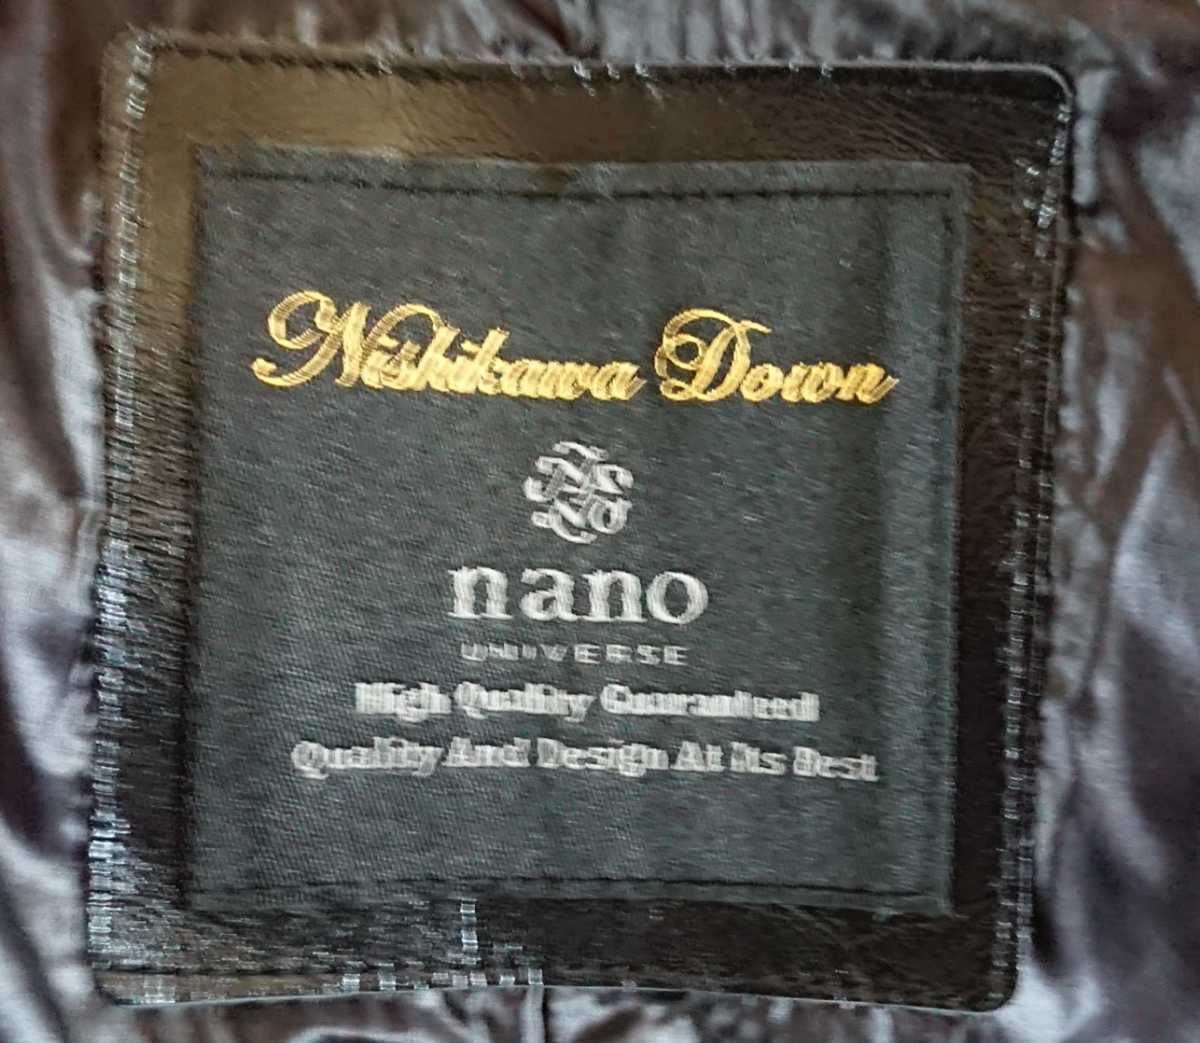 Nishikawa Down
nano
UNIVERSE
High Quality Guaranteed
Quality And Design At Its Best